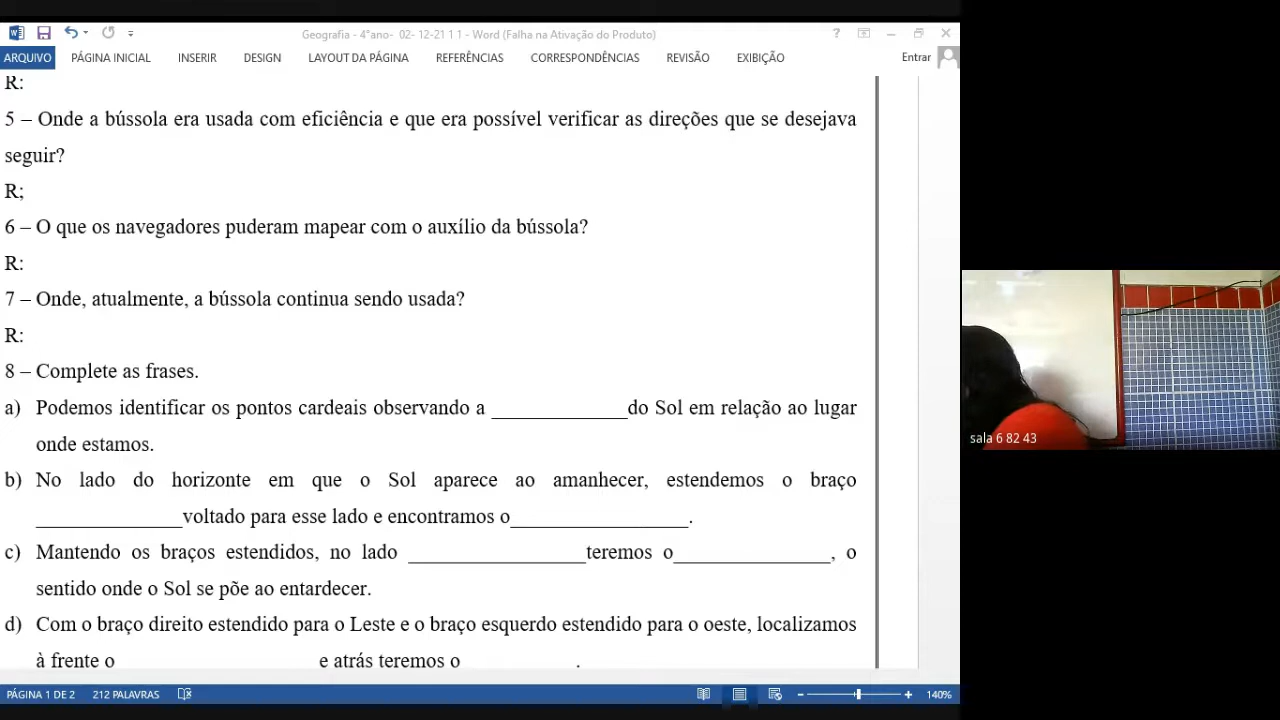 Geografia - 4°ano- 02- 12-21 1 1 - Word (Falha na Ativação do Produto)
ARQUIVO PÁGINA INICIAL INSERIR DESIGN LAYOUT DA PÁGINA REFERÊNCIAS CORRESPONDÊNCIAS REVISÃO EXIBIÇÃO Entrar
R:
5 – Onde a bússola era usada com eficiência e que era possível verificar as direções que se desejava
seguir?
R;
6 – O que os navegadores puderam mapear com o auxílio da bússola?
R:
7 – Onde, atualmente, a bússola continua sendo usada?
R:
8 – Complete as frases.
a) Podemos identificar os pontos cardeais observando a _____________do Sol em relação ao lugar
onde estamos.
b) No lado do horizonte em que o Sol aparece ao amanhecer, estendemos o braço
______________voltado para esse lado e encontramos o_________________.
c) Mantendo os braços estendidos, no lado _________________teremos o_______________, o
sentido onde o Sol se põe ao entardecer.
d) Com o braço direito estendido para o Leste e o braço esquerdo estendido para o oeste, localizamos
à frente o e atrás teremos o .
PÁGINA 1 DE 2 212 PALAVRAS 140%
sala 6 82 43